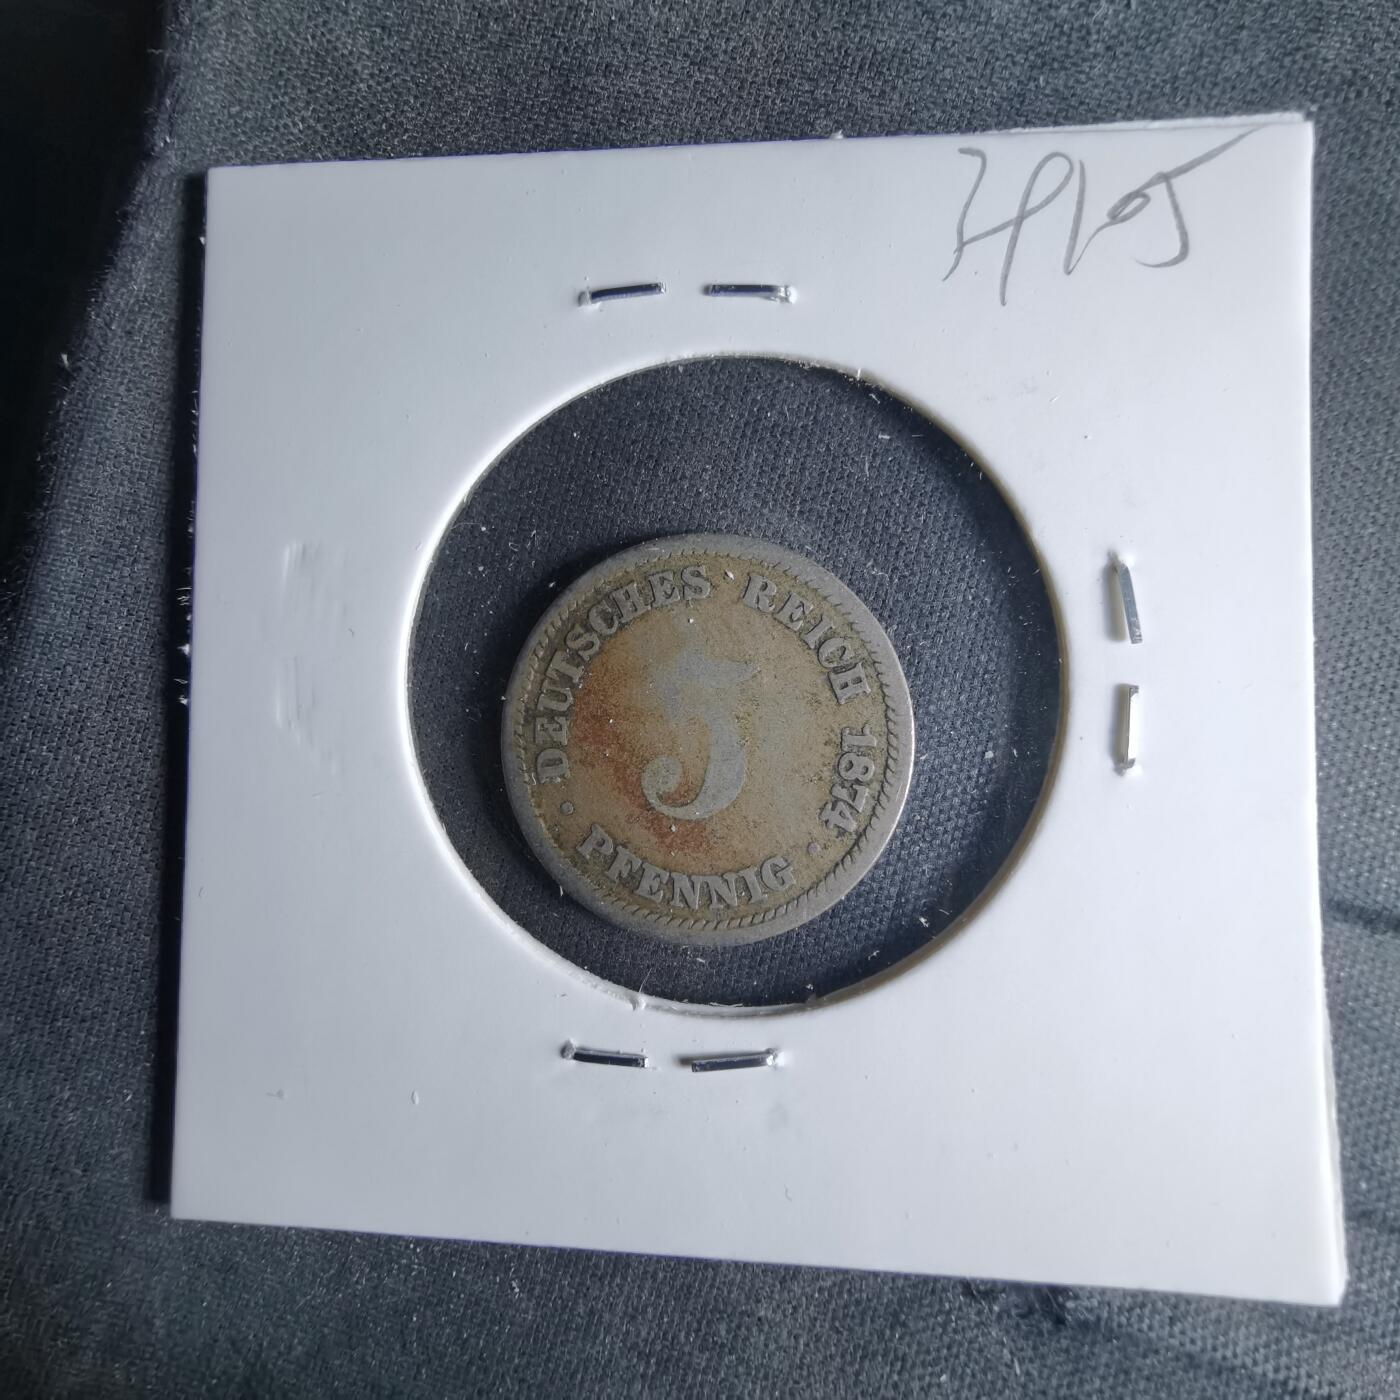 DEUTSCHES REICH 1874
5
PFENNIG